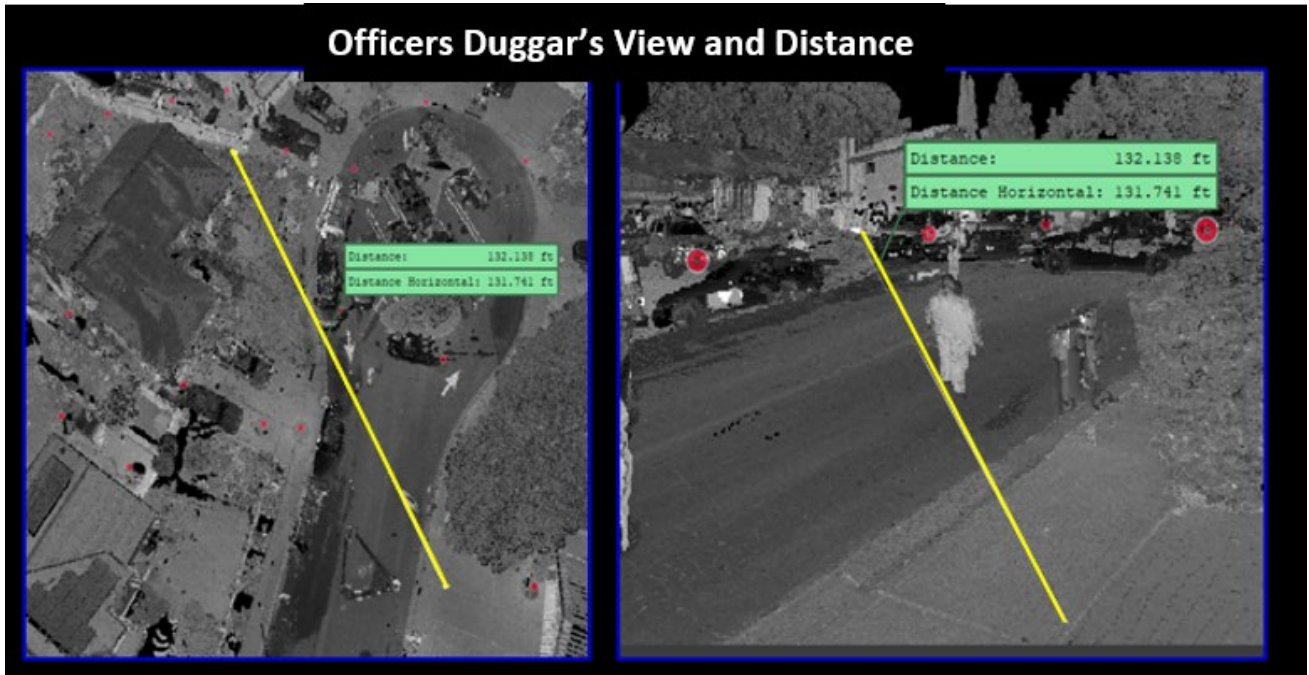 Officers Duggar's View and Distance
Distance: 132.138 ft
Distance Horizontal: 131.741 ft
Distance: 132.138 ft
Distance Horizontal: 131.741 ft